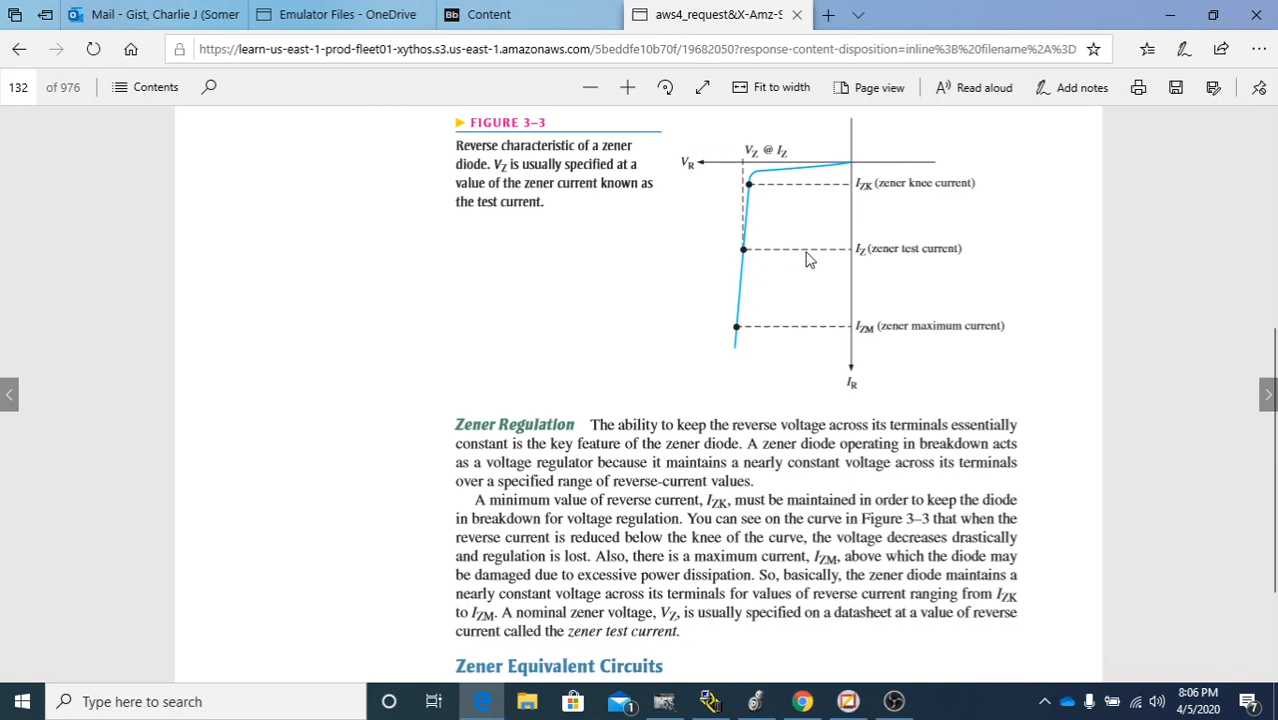 Mail - Gist, Charlie J (Somer
Emulator Files - OneDrive
Bb Content
aws4_request&X-Amz-S
https://learn-us-east-1-prod-fleet01-xythos.s3.us-east-1.amazonaws.com/5beddfe10b70f/19682050?response-content-disposition=inline%3B%20filename%2A%3D
132 of 976 Contents Fit to width Page view A Read aloud Add notes
FIGURE 3–3
Reverse characteristic of a zener
diode. VZ is usually specified at a
value of the zener current known as
the test current.
VZ @ IZ
VR
IZK (zener knee current)
IZ (zener test current)
IZM (zener maximum current)
IR
Zener Regulation The ability to keep the reverse voltage across its terminals essentially
constant is the key feature of the zener diode. A zener diode operating in breakdown acts
as a voltage regulator because it maintains a nearly constant voltage across its terminals
over a specified range of reverse-current values.
A minimum value of reverse current, IZK, must be maintained in order to keep the diode
in breakdown for voltage regulation. You can see on the curve in Figure 3–3 that when the
reverse current is reduced below the knee of the curve, the voltage decreases drastically
and regulation is lost. Also, there is a maximum current, IZM, above which the diode may
be damaged due to excessive power dissipation. So, basically, the zener diode maintains a
nearly constant voltage across its terminals for values of reverse current ranging from IZK
to IZM. A nominal zener voltage, VZ, is usually specified on a datasheet at a value of reverse
current called the zener test current.
Zener Equivalent Circuits
Type here to search
1
8:06 PM
4/5/2020
7